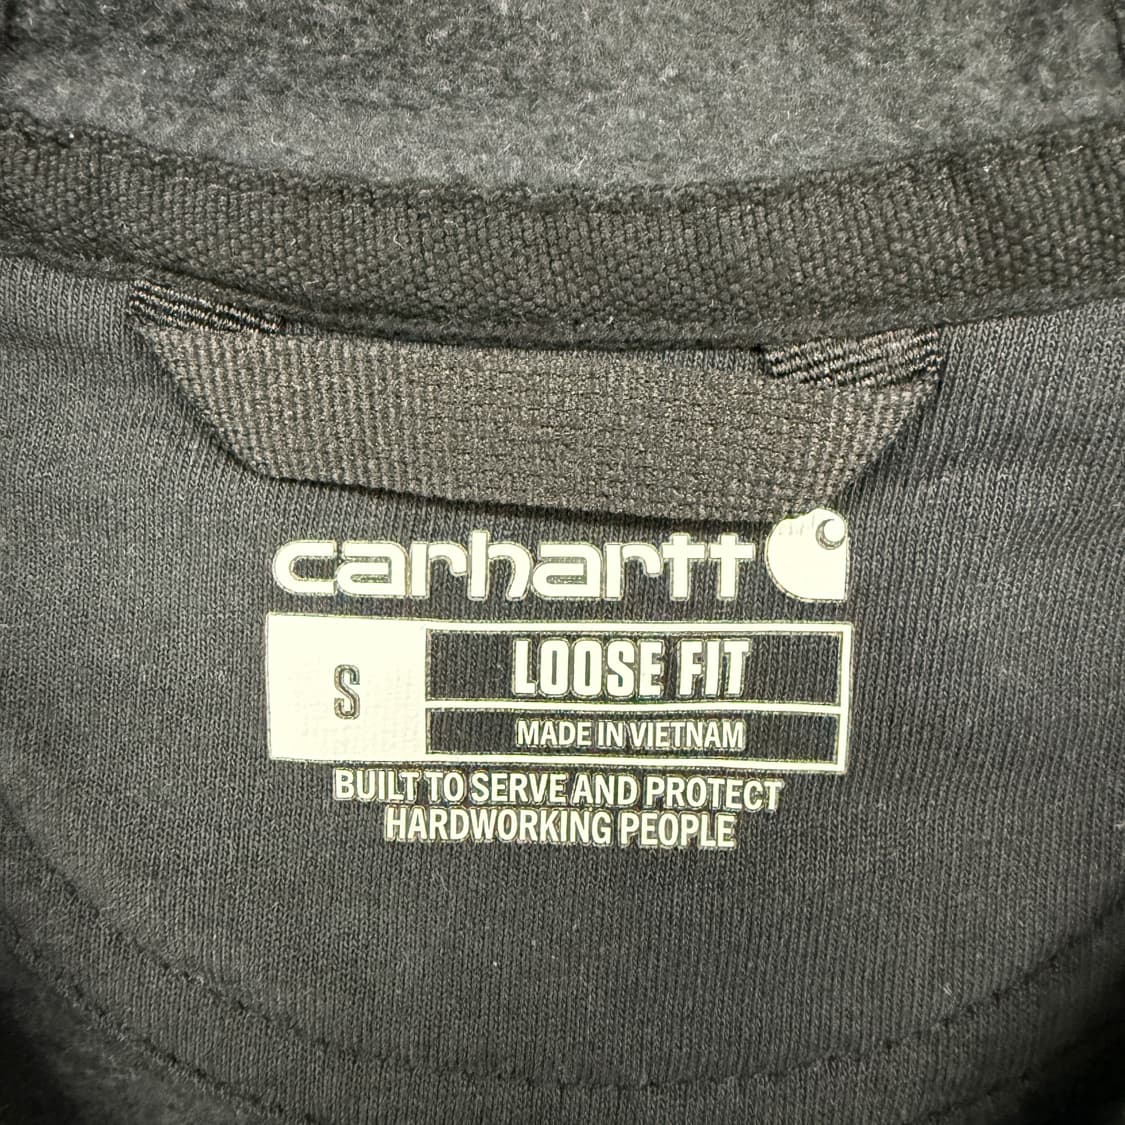 carhartt
S
LOOSE FIT
MADE IN VIETNAM
BUILT TO SERVE AND PROTECT
HARDWORKING PEOPLE